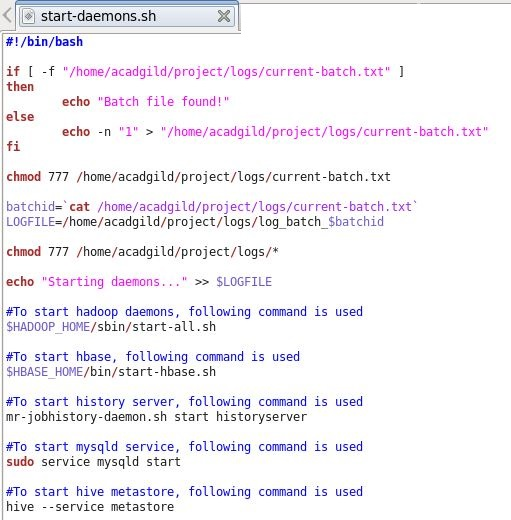 start-daemons.sh
#!/bin/bash
if [ -f "/home/acadgild/project/logs/current-batch.txt" ]
then
echo "Batch file found!"
else
echo -n "1" > "/home/acadgild/project/logs/current-batch.txt"
fi
chmod 777 /home/acadgild/project/logs/current-batch.txt
batchid=`cat /home/acadgild/project/logs/current-batch.txt`
LOGFILE=/home/acadgild/project/logs/log_batch_$batchid
chmod 777 /home/acadgild/project/logs/*
echo "Starting daemons..." >> $LOGFILE
#To start hadoop daemons, following command is used
$HADOOP_HOME/sbin/start-all.sh
#To start hbase, following command is used
$HBASE_HOME/bin/start-hbase.sh
#To start history server, following command is used
mr-jobhistory-daemon.sh start historyserver
#To start mysqld service, following command is used
sudo service mysqld start
#To start hive metastore, following command is used
hive --service metastore